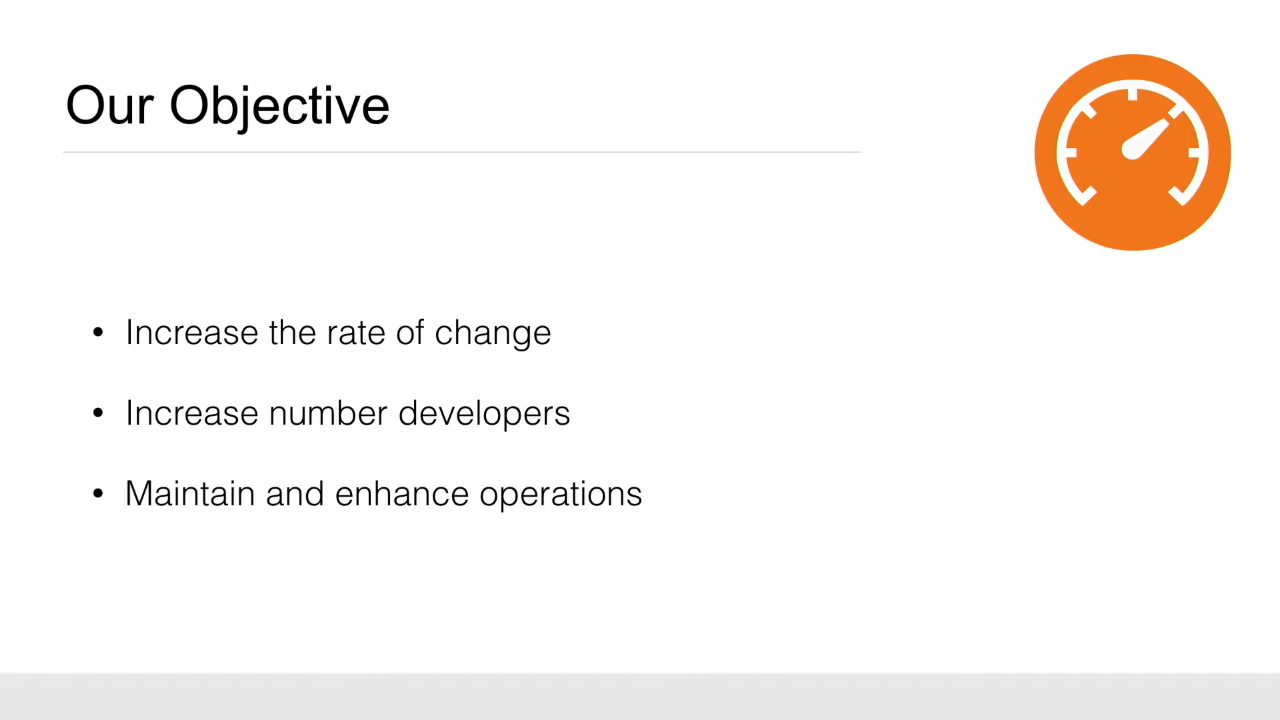 Our Objective
• Increase the rate of change
• Increase number developers
• Maintain and enhance operations